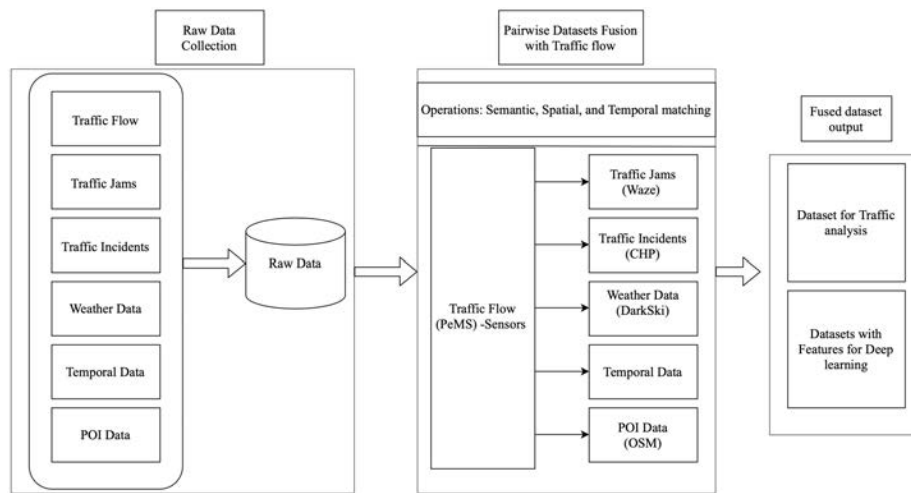 Raw Data
Collection
Traffic Flow
Traffic Jams
Traffic Incidents
Weather Data
Temporal Data
POI Data
Raw Data
Pairwise Datasets Fusion
with Traffic flow
Operations: Semantic, Spatial, and Temporal matching
Traffic Flow
(PeMS) -Sensors
Traffic Jams
(Waze)
Traffic Incidents
(CHP)
Weather Data
(DarkSki)
Temporal Data
POI Data
(OSM)
Fused dataset
output
Dataset for Traffic
analysis
Datasets with
Features for Deep
learning